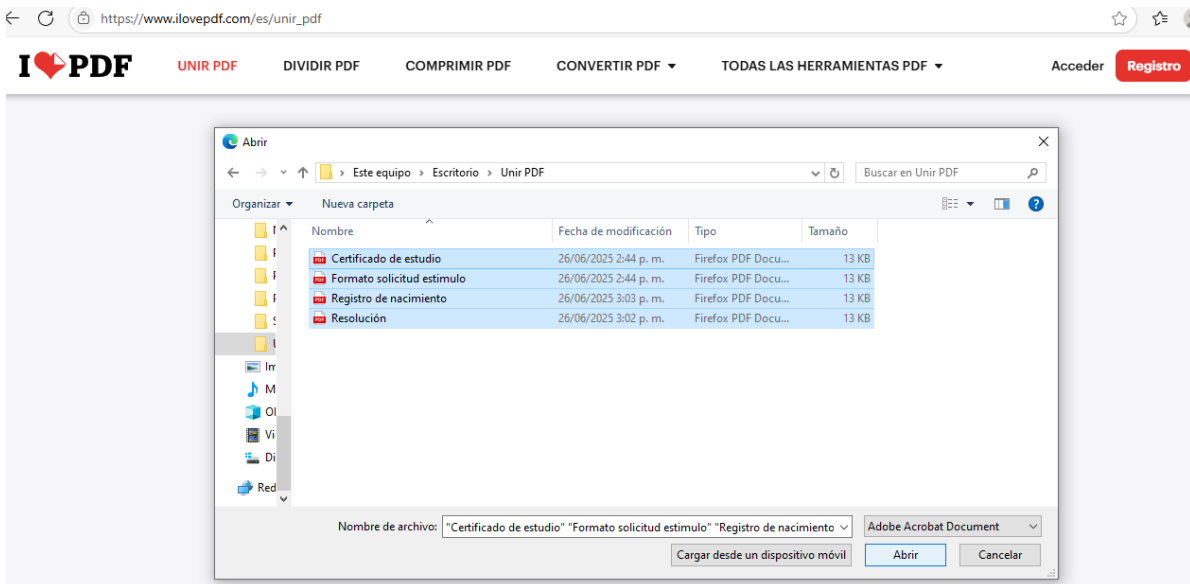 https://www.ilovepdf.com/es/unir_pdf
I PDF UNIR PDF DIVIDIR PDF COMPRIMIR PDF CONVERTIR PDF TODAS LAS HERRAMIENTAS PDF Acceder Registro
Abrir
Este equipo > Escritorio > Unir PDF Buscar en Unir PDF
Organizar Nueva carpeta
Nombre Fecha de modificación Tipo Tamaño
Certificado de estudio 26/06/2025 2:44 p. m. Firefox PDF Docu... 13 KB
Formato solicitud estimulo 26/06/2025 2:44 p. m. Firefox PDF Docu... 13 KB
Registro de nacimiento 26/06/2025 3:03 p. m. Firefox PDF Docu... 13 KB
Resolución 26/06/2025 3:02 p. m. Firefox PDF Docu... 13 KB
Im
M
Ol
Ví
Di
Red
Nombre de archivo: "Certificado de estudio" "Formato solicitud estimulo" "Registro de nacimiento Adobe Acrobat Document
Cargar desde un dispositivo móvil Abrir Cancelar